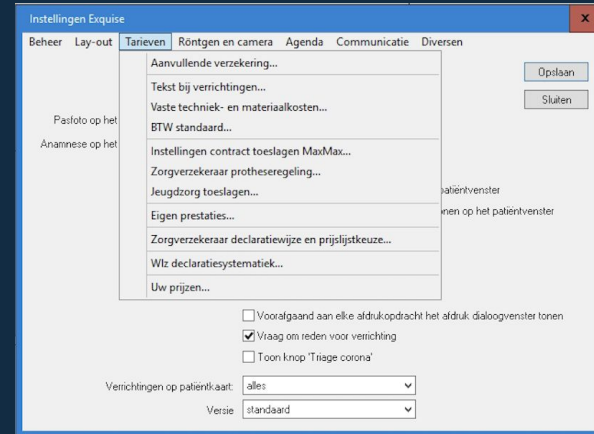 Instellingen Exquise
x
Beheer Lay-out Tarieven Röntgen en camera Agenda Communicatie Diversen
Aanvullende verzekering...
Opslaan
Tekst bij verrichtingen...
Sluiten
Vaste techniek- en materiaalkosten...
Pasfoto op het
BTW standaard...
Anamnese op het
Instellingen contract toeslagen MaxMax...
Zorgverzekeraar protheseregeling...
Jeugdzorg toeslagen...
patiëntvenster
Eigen prestaties...
onen op het patiëntvenster
Zorgverzekeraar declaratiewijze en prijslijstkeuze...
Wlz declaratiesystematiek...
Uw prijzen...
Voorafgaand aan elke afdrukopdracht het afdruk dialoogvenster tonen
Vraag om reden voor verrichting
Toon knop 'Triage corona'
Verrichtingen op patiëntkaart: alles
Versie standaard